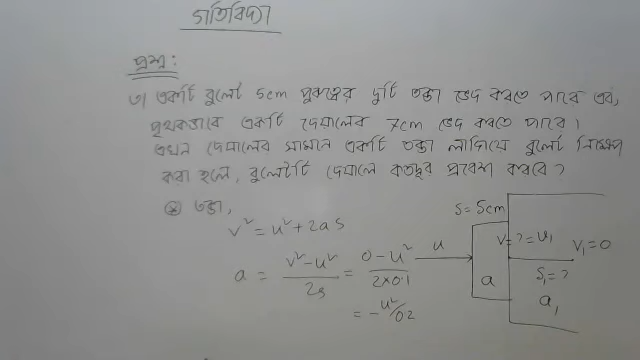 গতিবিদ্যা
প্রশ্ন:
৩। একটি বুলেট 5cm পুরুত্বের দুটি তক্তা ভেদ করতে পারে এবং
পৃথকভাবে একটি দেয়ালের 7cm ভেদ করতে পারে।
এখন দেয়ালের সামনে একটি তক্তা লাগিয়ে বুলেট নিক্ষেপ
করা হলে, বুলেটটি দেয়ালে কতদূর প্রবেশ করবে?
তক্তা,
v² = u² + 2as
a = v² - u² / 2s = 0 - u² / 2×0.1
= - u²/0.2
s = 5cm
u
v = ? = u₁
v₁ = 0
s₁ = ?
a
a₁